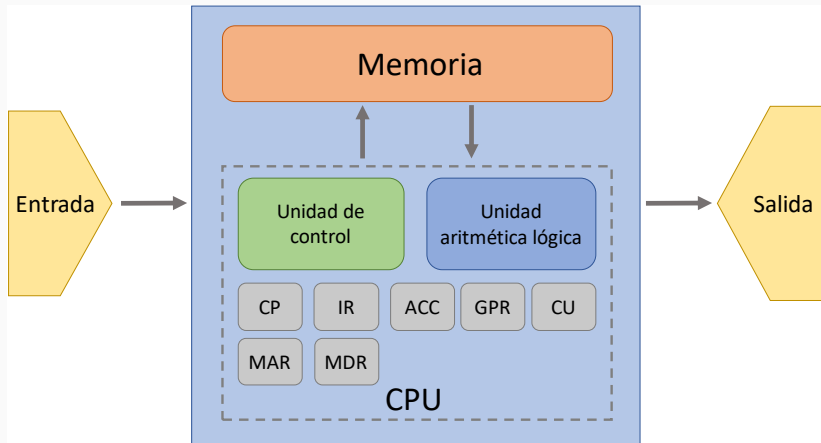 Memoria
Entrada
Unidad de
control
Unidad
aritmética lógica
Salida
CP
IR
ACC
GPR
CU
MAR
MDR
CPU